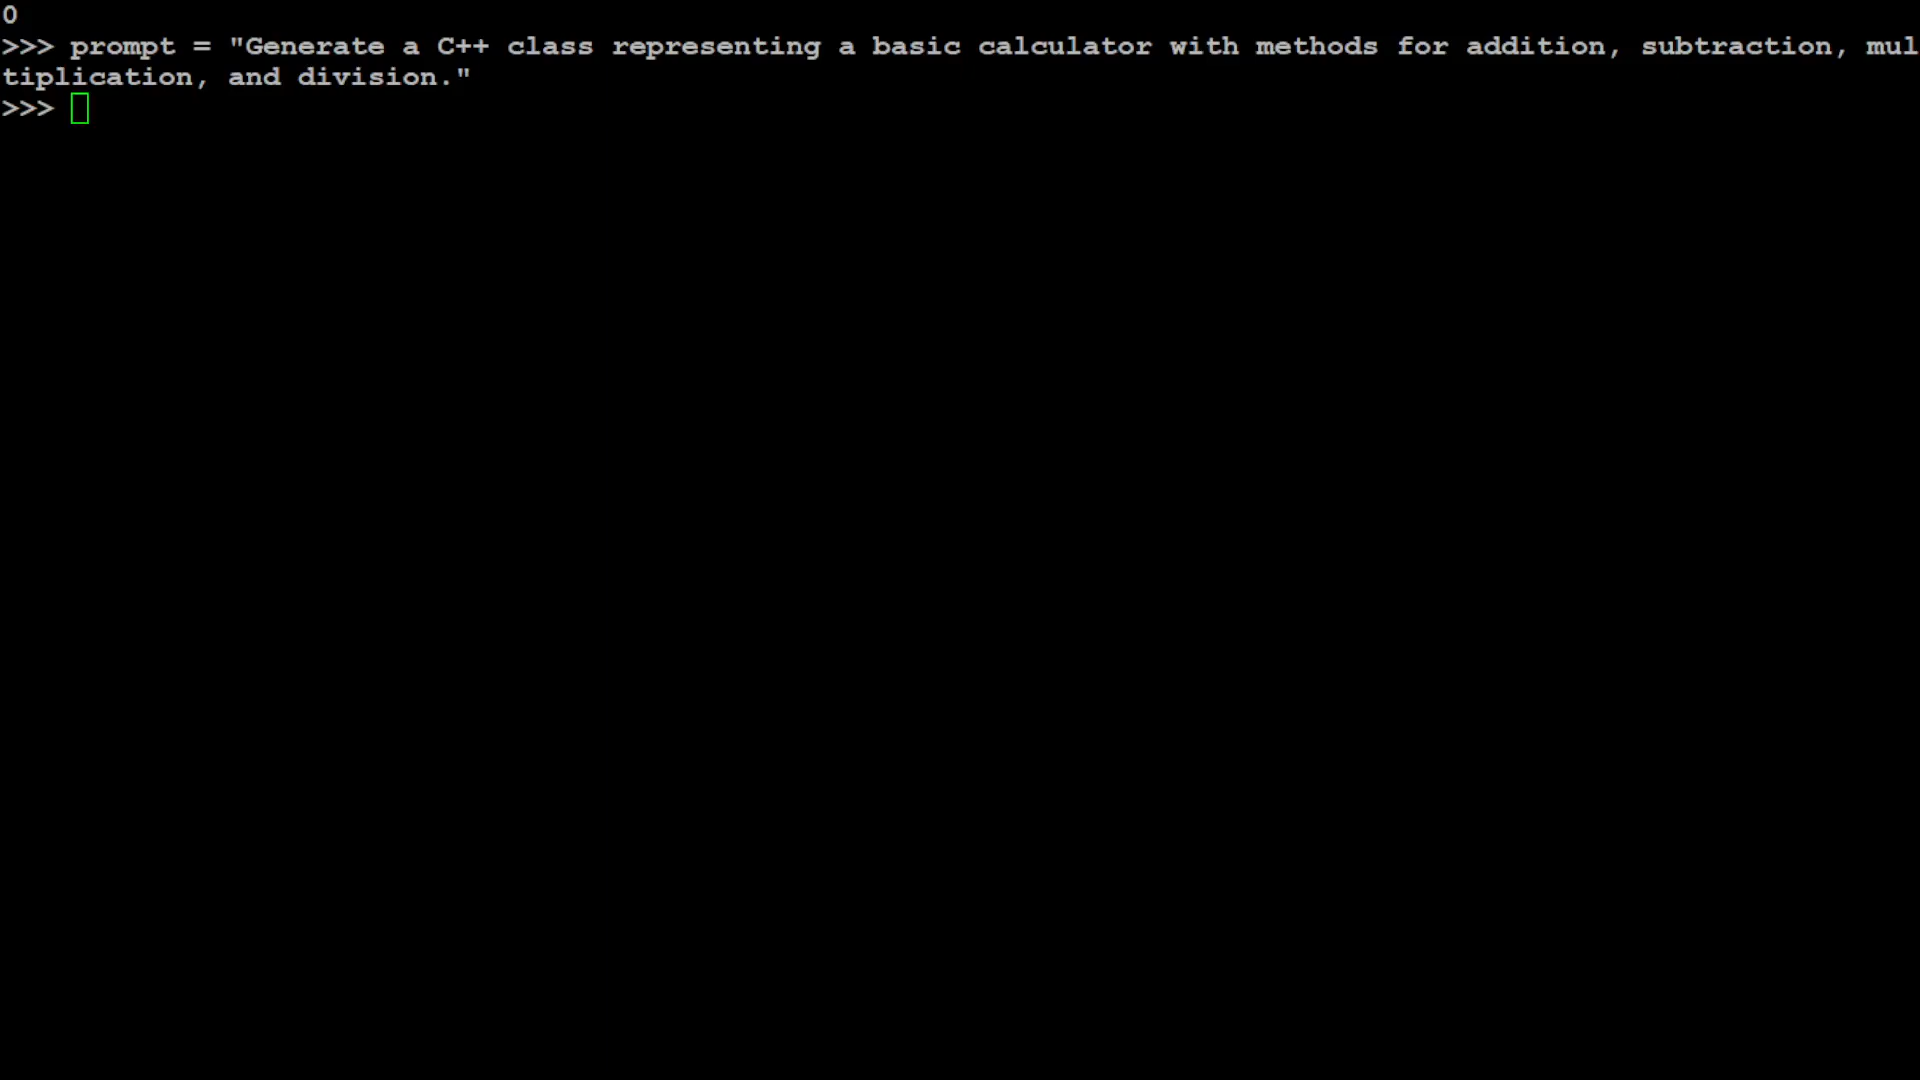 0
>>> prompt = "Generate a C++ class representing a basic calculator with methods for addition, subtraction, mul
tiplication, and division."
>>>